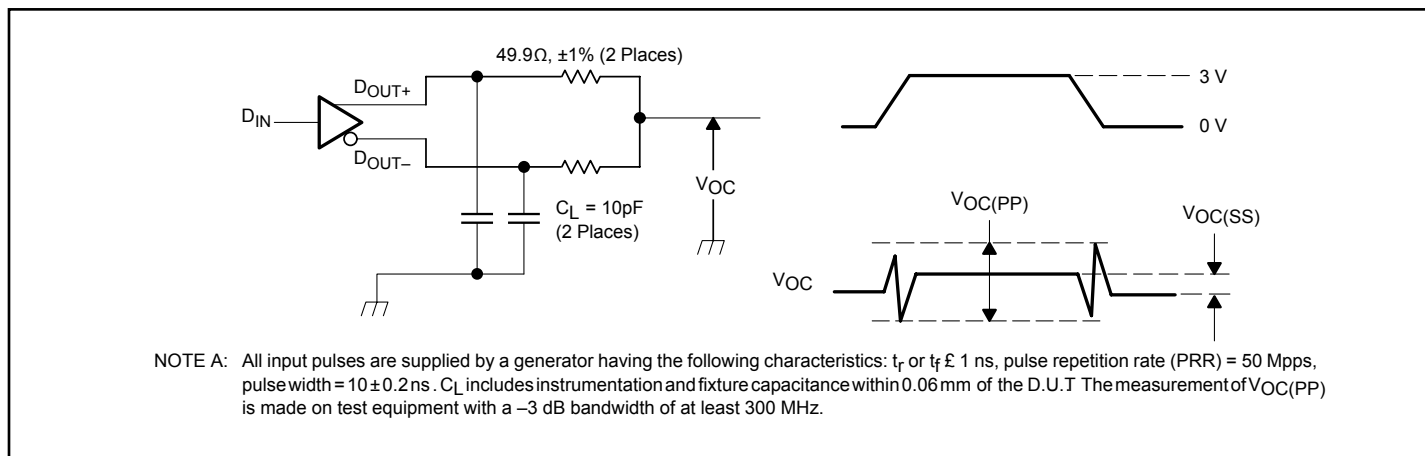 49.9Ω, ±1% (2 Places)
DOUT+
DIN
DOUT–
CL = 10pF
(2 Places)
VOC
3 V
0 V
VOC(PP)
VOC(SS)
VOC
NOTE A: All input pulses are supplied by a generator having the following characteristics: tr or tf £ 1 ns, pulse repetition rate (PRR) = 50 Mpps,
pulse width = 10 ± 0.2 ns . CL includes instrumentation and fixture capacitance within 0.06 mm of the D.U.T The measurement of VOC(PP)
is made on test equipment with a –3 dB bandwidth of at least 300 MHz.